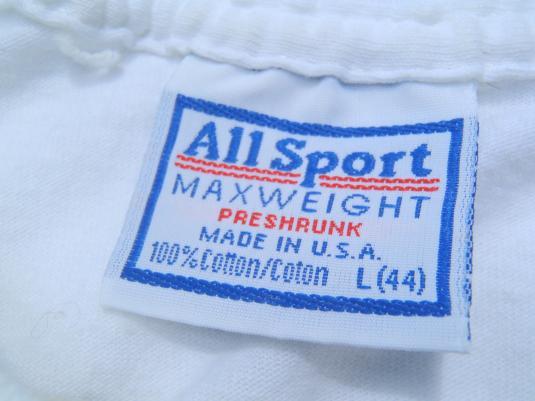 All Sport
MAXWEIGHT
PRESHRUNK
MADE IN U.S.A.
100%Cotton/Coton L(44)